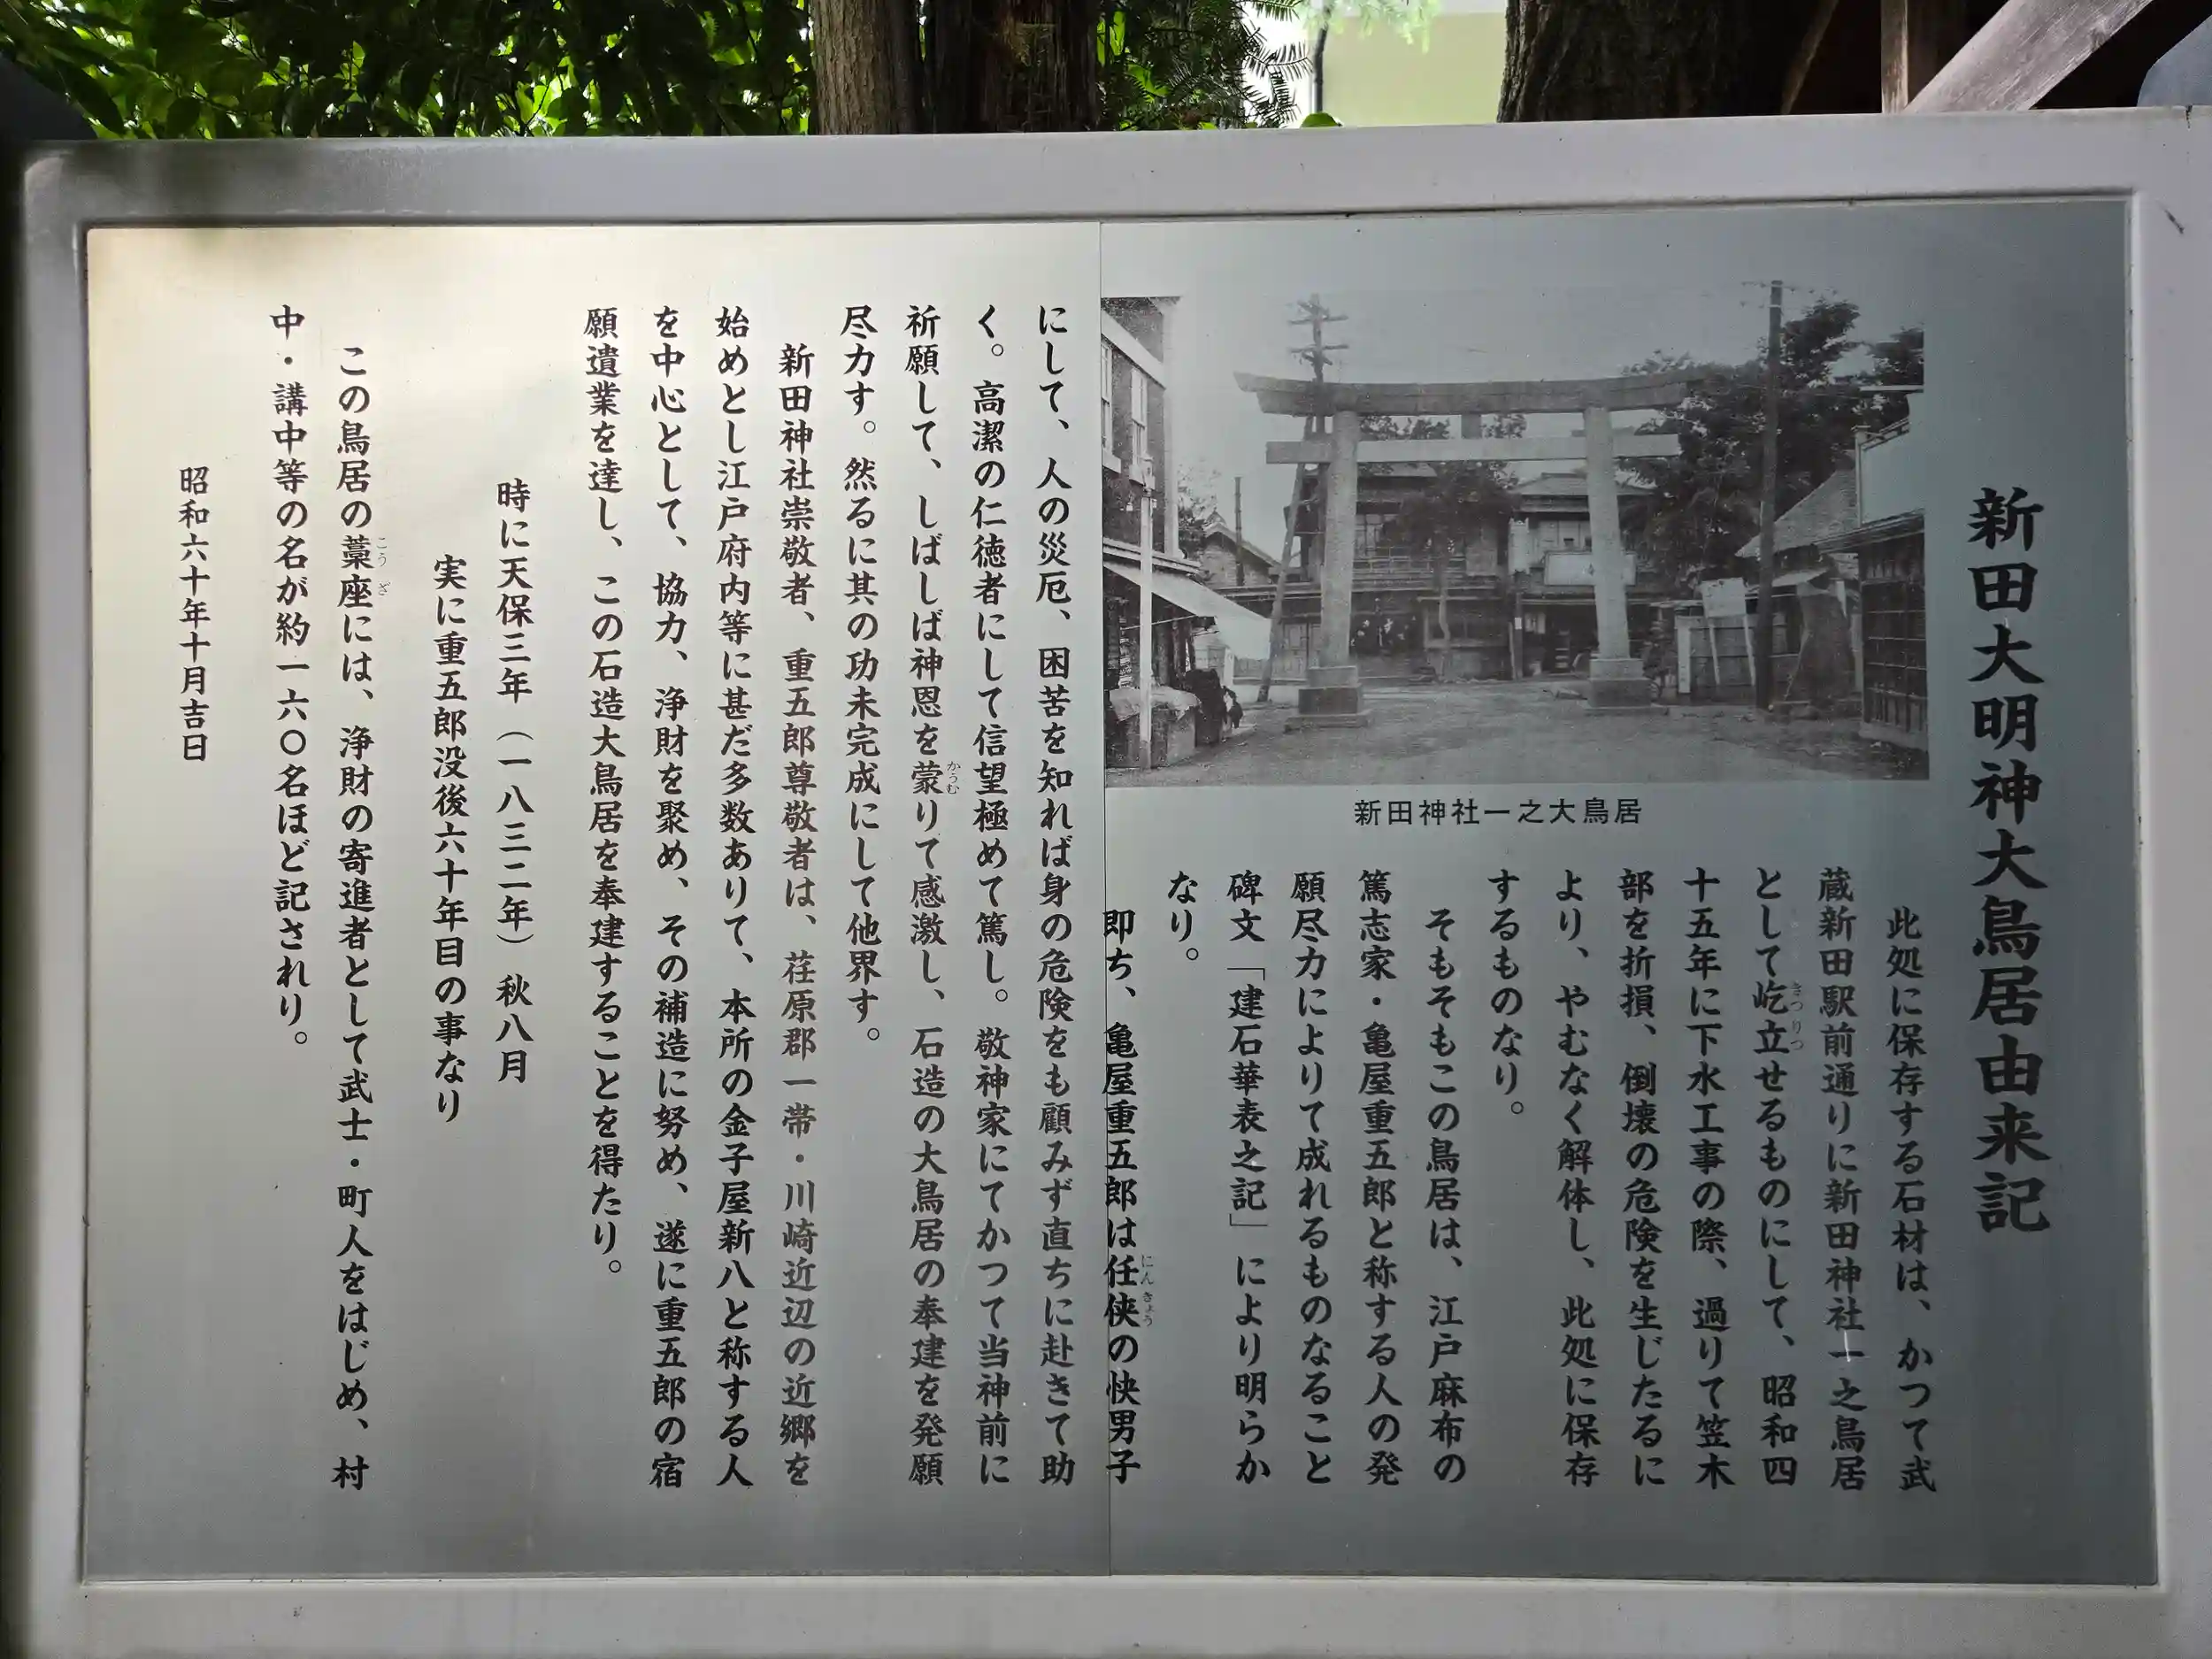 新田大明神大鳥居由来記
新田神社一之大鳥居
此処に保存する石材は、かつて武
蔵新田駅前通りに新田神社一之鳥居
として屹立せるものにして、昭和四
きつりつ
十五年に下水工事の際、過りて笠木
部を折損、倒壊の危険を生じたるに
より、やむなく解体し、此処に保存
するものなり。
そもそもこの鳥居は、江戸麻布の
篤志家・亀屋重五郎と称する人の発
願尽力によりて成れるものなること
碑文「建石華表之記」により明らか
なり。
即ち、亀屋重五郎は任侠の快男子
にんきょう
にして、人の災厄、困苦を知れば身の危険をも顧みず直ちに赴きて助
く。高潔の仁徳者にして信望極めて篤し。敬神家にてかつて当神前に
祈願して、しばしば神恩を蒙りて感激し、石造の大鳥居の奉建を発願
かうむ
尽力す。然るに其の功未完成にして他界す。
新田神社崇敬者、重五郎尊敬者は、荏原郡一帯・川崎近辺の近郷を
始めとし江戸府内等に甚だ多数ありて、本所の金子屋新八と称する人
を中心として、協力、浄財を聚め、その補造に努め、遂に重五郎の宿
願遺業を達し、この石造大鳥居を奉建することを得たり。
時に天保三年（一八三二年）秋八月
実に重五郎没後六十年目の事なり
この鳥居の藁座には、浄財の寄進者として武士・町人をはじめ、村
こうざ
中・講中等の名が約一六〇名ほど記されり。
昭和六十年十月吉日